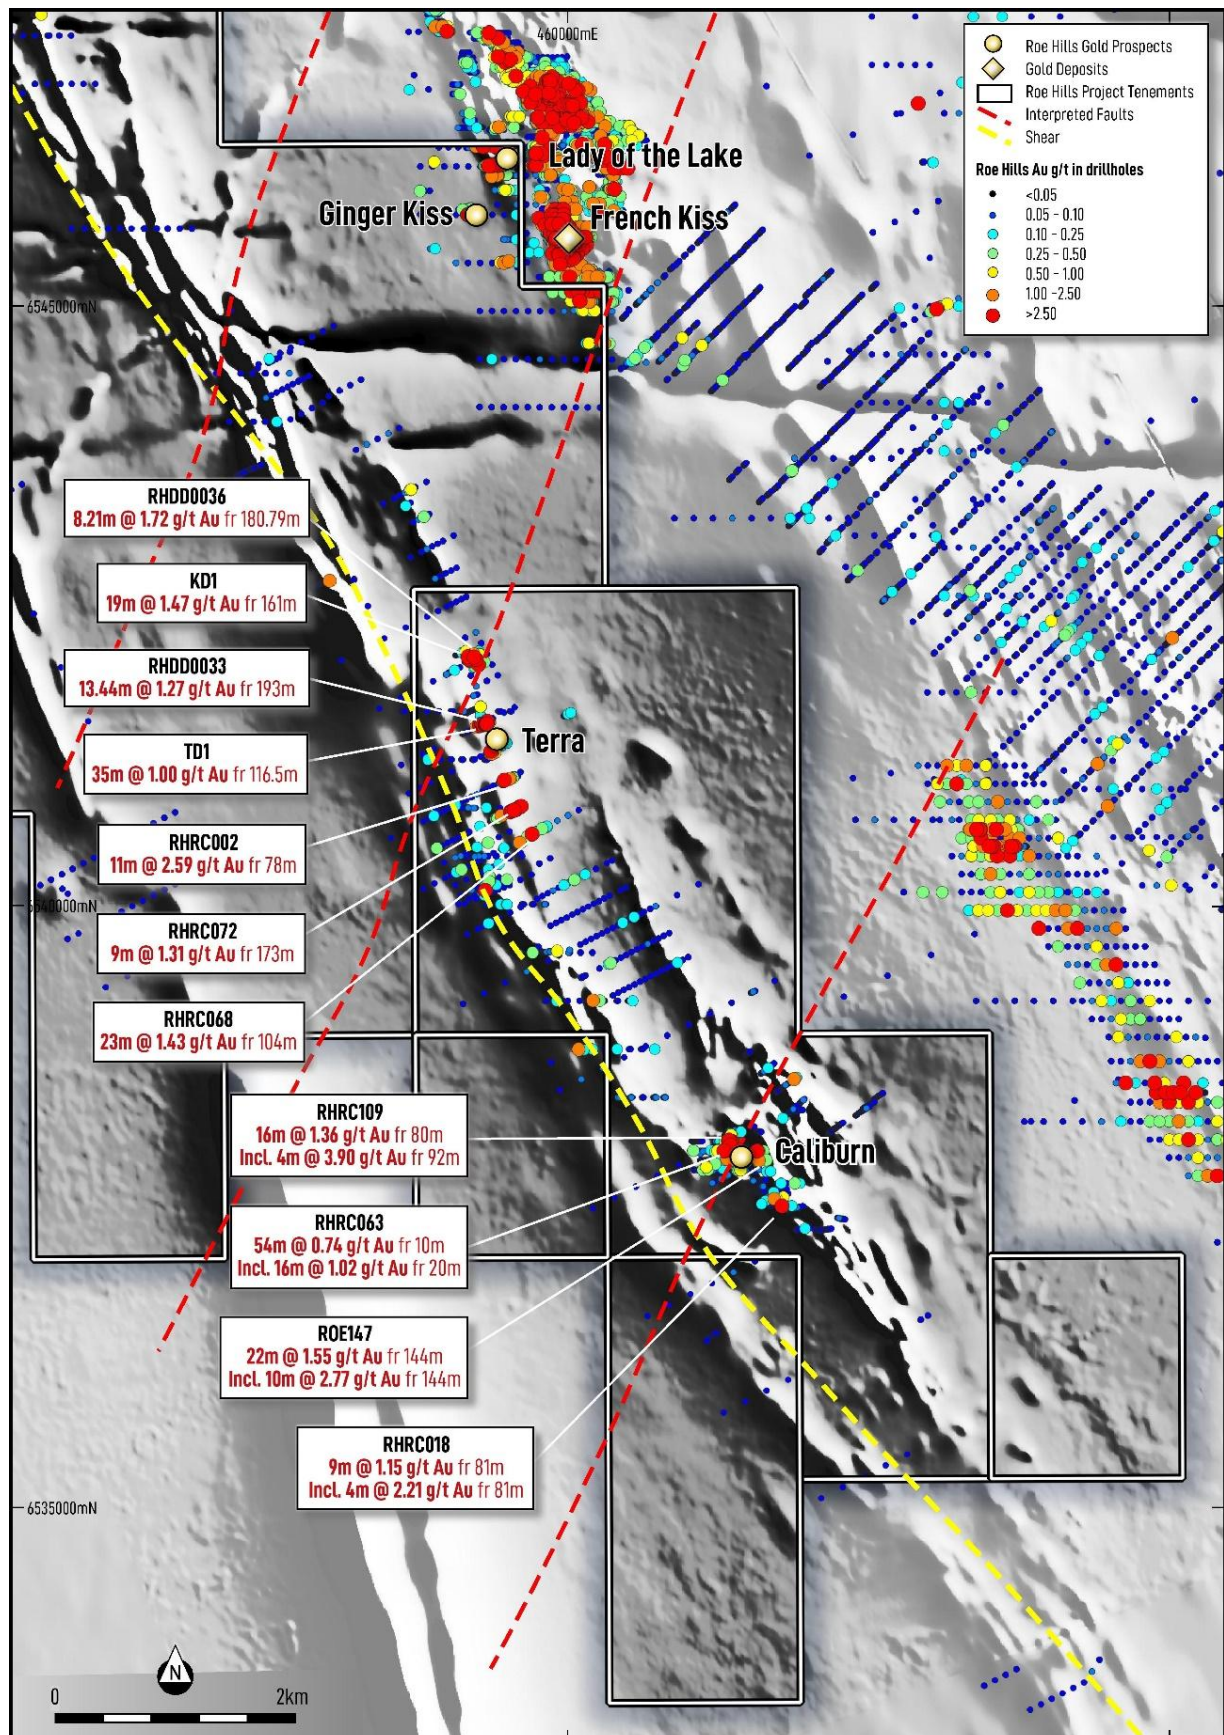 460000mE
Roe Hills Gold Prospects
Gold Deposits
Roe Hills Project Tenements
Interpreted Faults
Shear
Roe Hills Au g/t in drillholes
<0.05
0.05 - 0.10
0.10 - 0.25
0.25 - 0.50
0.50 - 1.00
1.00 -2.50
>2.50
Lady of the Lake
Ginger Kiss
French Kiss
6545000mN
RHDD0036
8.21m @ 1.72 g/t Au fr 180.79m
KD1
19m @ 1.47 g/t Au fr 161m
RHDD0033
13.44m @ 1.27 g/t Au fr 193m
Terra
TD1
35m @ 1.00 g/t Au fr 116.5m
RHRC002
11m @ 2.59 g/t Au fr 78m
6540000mN
RHRC072
9m @ 1.31 g/t Au fr 173m
RHRC068
23m @ 1.43 g/t Au fr 104m
RHRC109
16m @ 1.36 g/t Au fr 80m
Incl. 4m @ 3.90 g/t Au fr 92m
Caliburn
RHRC063
54m @ 0.74 g/t Au fr 10m
Incl. 16m @ 1.02 g/t Au fr 20m
ROE147
22m @ 1.55 g/t Au fr 144m
Incl. 10m @ 2.77 g/t Au fr 144m
RHRC018
9m @ 1.15 g/t Au fr 81m
Incl. 4m @ 2.21 g/t Au fr 81m
6535000mN
N
0 2km